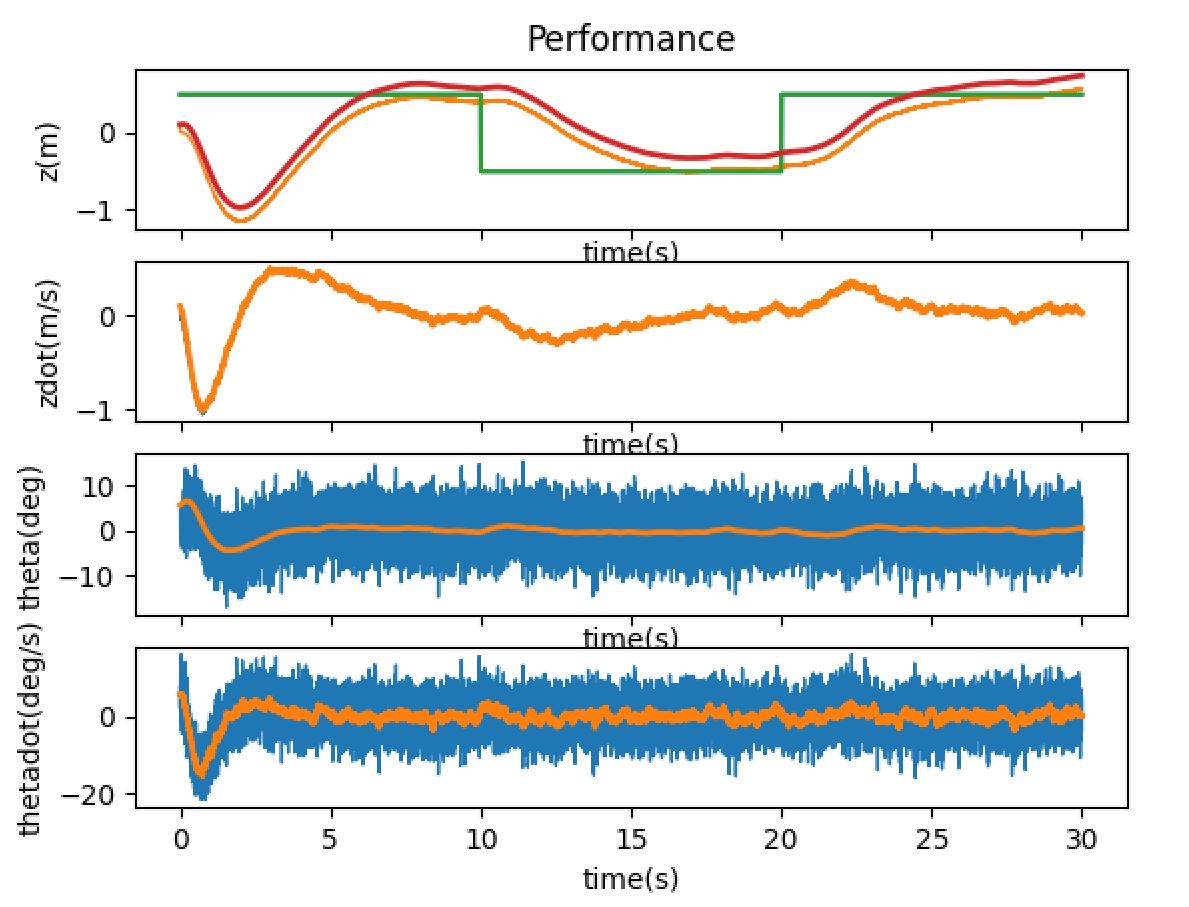 Performance
z(m)
0
−1
time(s)
zdot(m/s)
0
−1
time(s)
theta(deg)
10
0
−10
time(s)
thetadot(deg/s)
0
−20
0 5 10 15 20 25 30
time(s)